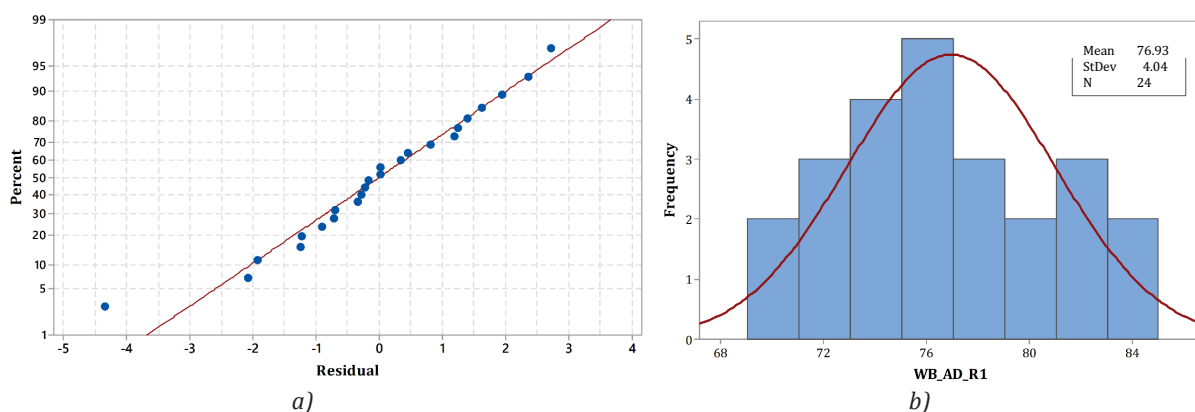 99
95
90
80
70
60
50
40
30
20
10
5
1
Percent
-5 -4 -3 -2 -1 0 1 2 3 4
Residual
a)
5
4
3
2
1
0
Frequency
Mean 76.93
StDev 4.04
N 24
68 72 76 80 84
WB_AD_R1
b)